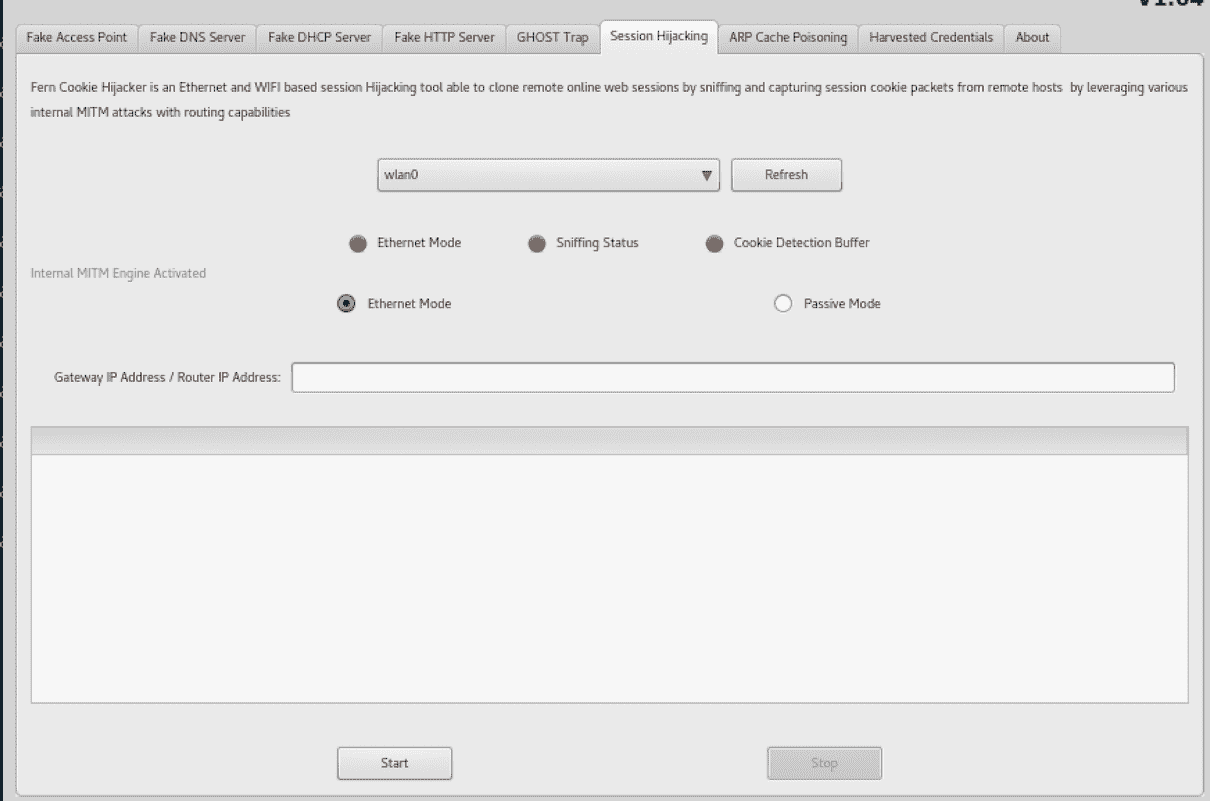 v1.04
Fake Access Point Fake DNS Server Fake DHCP Server Fake HTTP Server GHOST Trap Session Hijacking ARP Cache Poisoning Harvested Credentials About
Fern Cookie Hijacker is an Ethernet and WIFI based session Hijacking tool able to clone remote online web sessions by sniffing and capturing session cookie packets from remote hosts by leveraging various
internal MITM attacks with routing capabilities
wlan0 Refresh
Ethernet Mode Sniffing Status Cookie Detection Buffer
Internal MITM Engine Activated
Ethernet Mode Passive Mode
Gateway IP Address / Router IP Address:
Start Stop